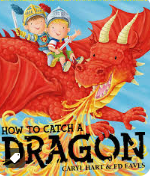 HOW TO CATCH A
DRAGON
CARYL HART & ED EAVES